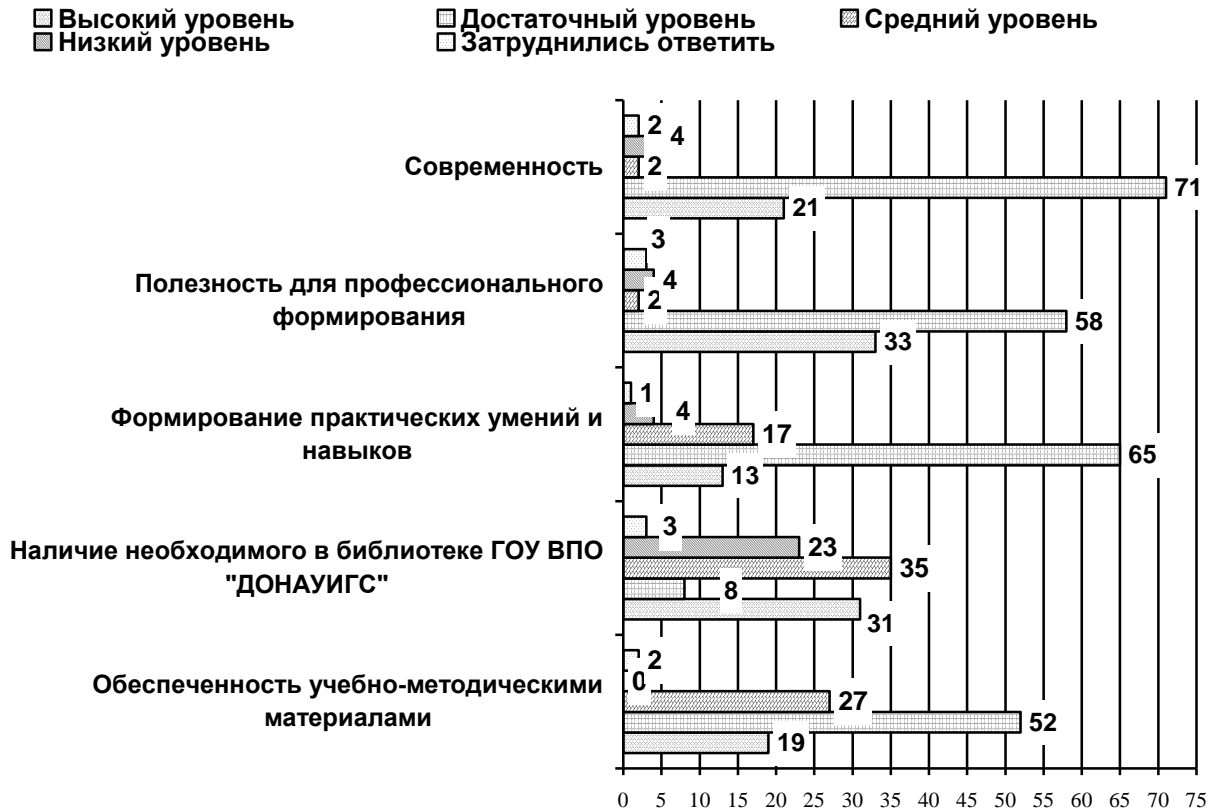 Высокий уровень Достаточный уровень Средний уровень
Низкий уровень Затруднились ответить
2
4
Современность
2
71
21
3
4
Полезность для профессионального
формирования
2
58
33
1
4
Формирование практических умений и
навыков
17
65
13
3
23
Наличие необходимого в библиотеке ГОУ ВПО
"ДОНАУИГС"
35
8
31
2
0
Обеспеченность учебно-методическими
материалами
27
52
19
0 5 10 15 20 25 30 35 40 45 50 55 60 65 70 75